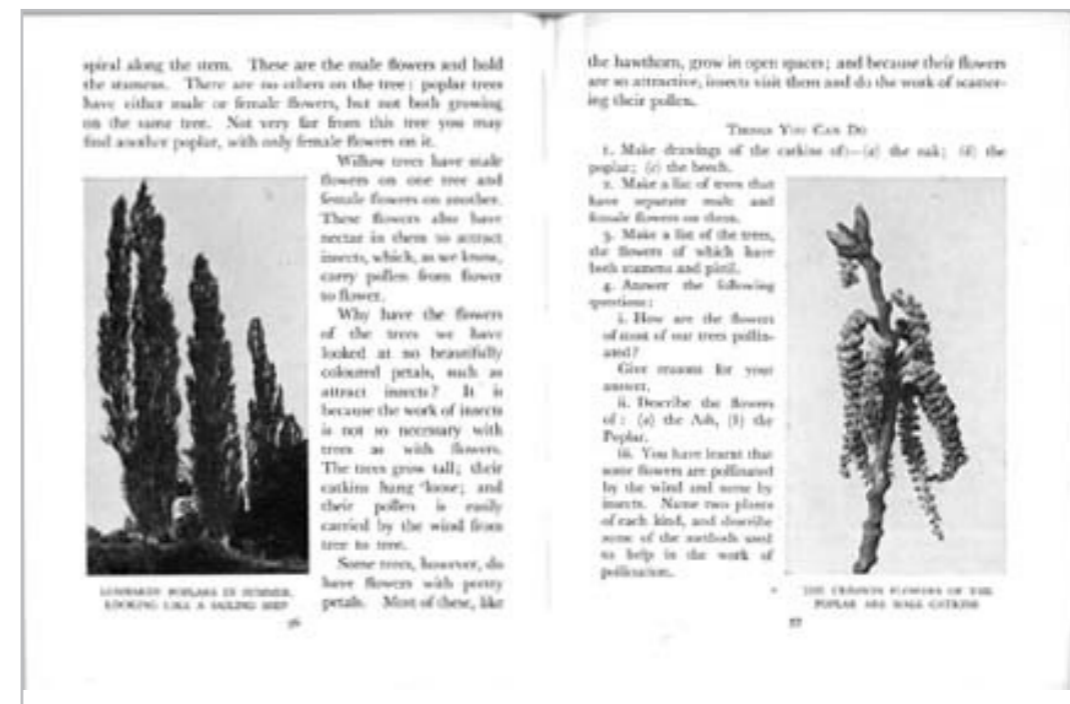 spiral along the stem. These are the male flowers and hold
the stamens. There are no others on the tree: poplar trees
have either male or female flowers, but not both growing
on the same tree. Not very far from this tree you may
find another poplar, with only female flowers on it.
Willow trees have male
flowers on one tree and
female flowers on another.
These flowers also have
nectar in them to attract
insects, which, as we know,
carry pollen from flower
to flower.
Why have the flowers
of the trees we have
looked at no beautifully
coloured petals, such as
attract insects? It is
because the work of insects
is not so necessary with
trees as with flowers.
The trees grow tall; their
catkins hang loose; and
their pollen is easily
carried by the wind from
tree to tree.
Some trees, however, do
have flowers with pretty
petals. Most of these, like
LOMBARDY POPLARS IN SUMMER,
LOOKING LIKE A SAILING SHIP
56
the hawthorn, grow in open spaces; and because their flowers
are so attractive, insects visit them and do the work of scatter-
ing their pollen.
THINGS YOU CAN DO
1. Make drawings of the catkins of:—(a) the oak; (b) the
poplar; (c) the beech.
2. Make a list of trees that
have separate male and
female flowers on them.
3. Make a list of the trees,
the flowers of which have
both stamens and pistil.
4. Answer the following
questions:
i. How are the flowers
of most of our trees pollin-
ated?
Give reasons for your
answer.
ii. Describe the flowers
of: (a) the Ash, (b) the
Poplar.
iii. You have learnt that
some flowers are pollinated
by the wind and some by
insects. Name two plants
of each kind, and describe
some of the methods used
to help in the work of
pollination.
THE CRIMSON FLOWERS OF THE
POPLAR ARE MALE CATKINS
57